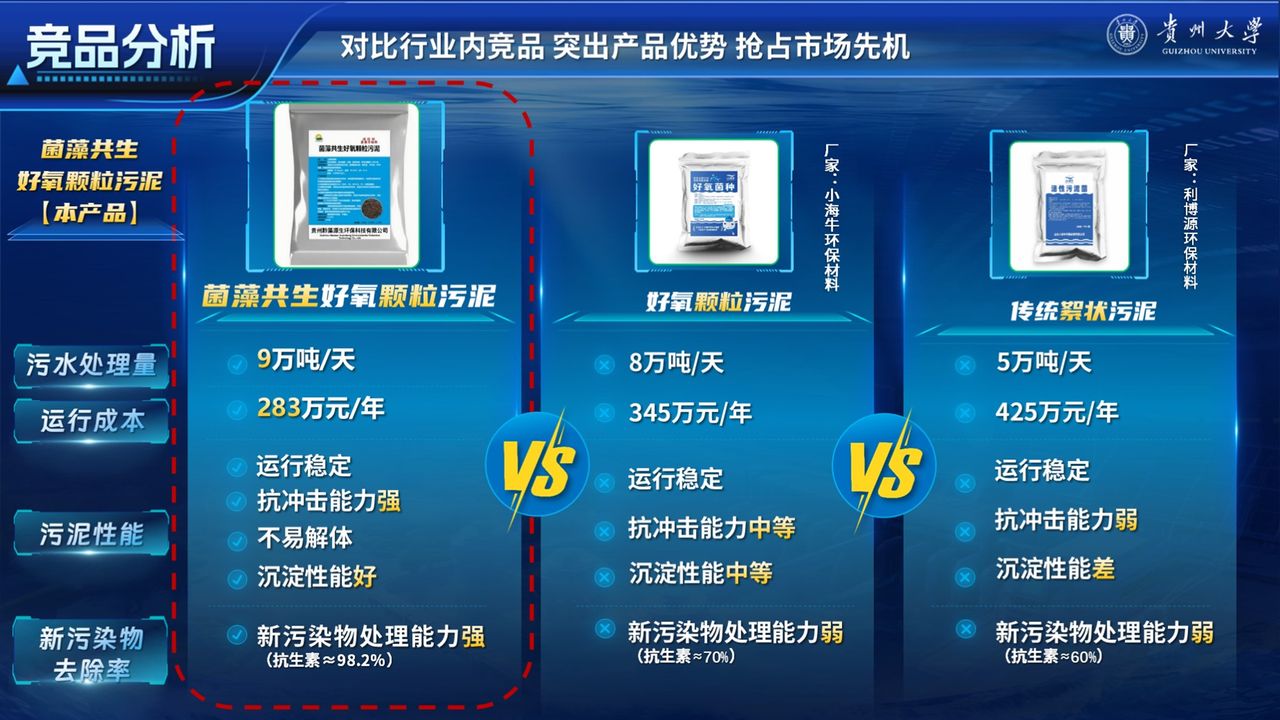 竞品分析
对比行业内竞品 突出产品优势 抢占市场先机
贵州大学
GUIZHOU UNIVERSITY
菌藻共生
好氧颗粒污泥
【本产品】
菌藻共生好氧颗粒污泥
贵州黔藻源生环保科技有限公司
菌藻共生好氧颗粒污泥
好氧菌种
厂家：小海牛环保材料
好氧颗粒污泥
活性污泥菌
厂家：利博源环保材料
传统絮状污泥
污水处理量
9万吨/天
8万吨/天
5万吨/天
运行成本
283万元/年
345万元/年
425万元/年
VS
VS
污泥性能
运行稳定
抗冲击能力强
不易解体
沉淀性能好
运行稳定
抗冲击能力中等
沉淀性能中等
运行稳定
抗冲击能力弱
沉淀性能差
新污染物
去除率
新污染物处理能力强
（抗生素≈98.2%）
新污染物处理能力弱
（抗生素≈70%）
新污染物处理能力弱
（抗生素≈60%）